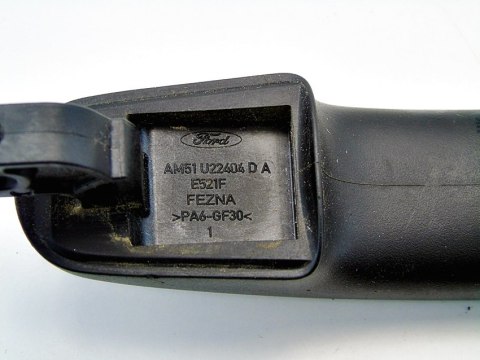 Ford
AM51 U22404 D A
E521F
FEZNA
>PA6-GF30<
1